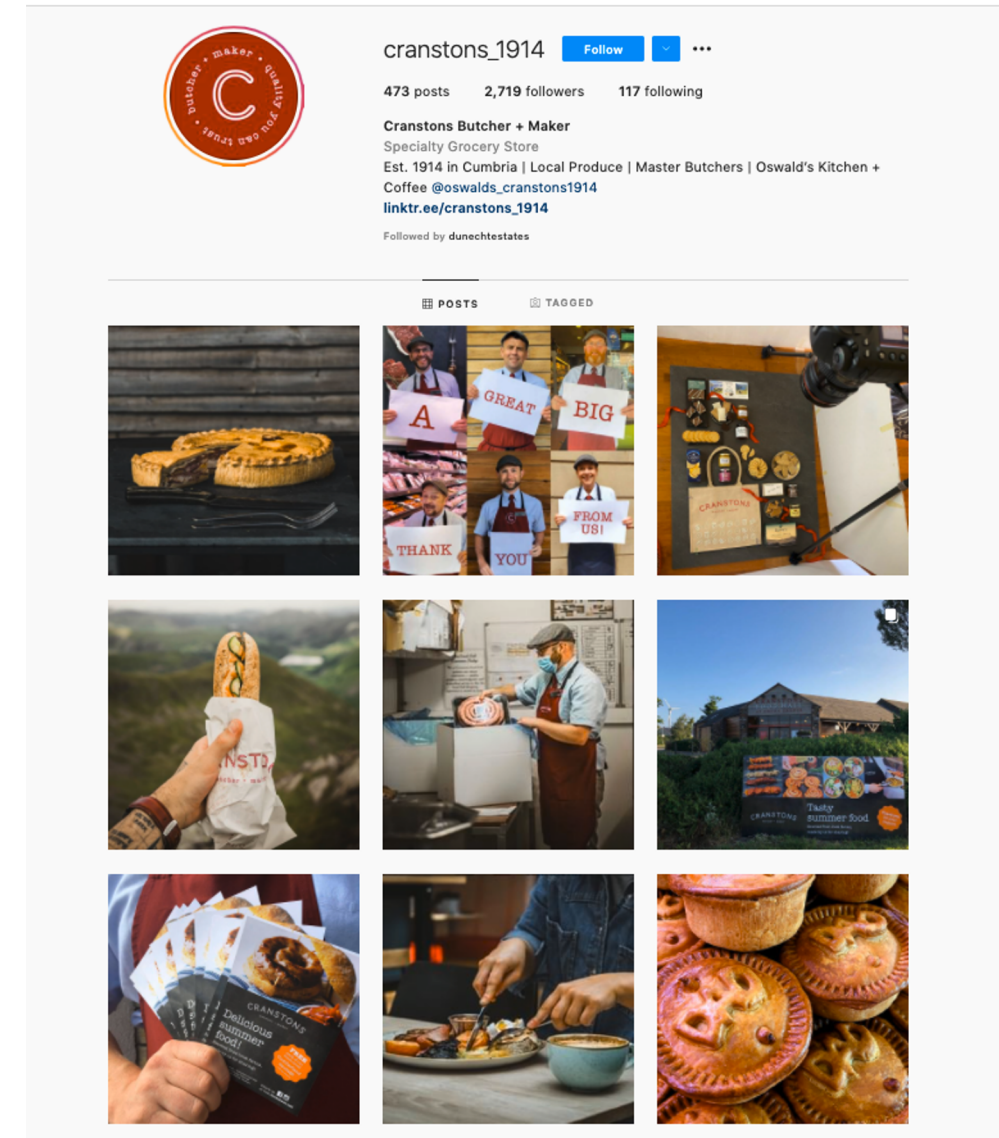 cranstons_1914 Follow
butcher • maker • quality you can trust •
C
473 posts 2,719 followers 117 following
Cranstons Butcher + Maker
Specialty Grocery Store
Est. 1914 in Cumbria | Local Produce | Master Butchers | Oswald's Kitchen +
Coffee @oswalds_cranstons1914
linktr.ee/cranstons_1914
Followed by dunechtestates
POSTS TAGGED
A
GREAT
BIG
THANK
YOU
FROM
US!
CRANSTONS
NSTO
CRANSTONS
Tasty
summer food
CRANSTONS
Delicious
summer
food!